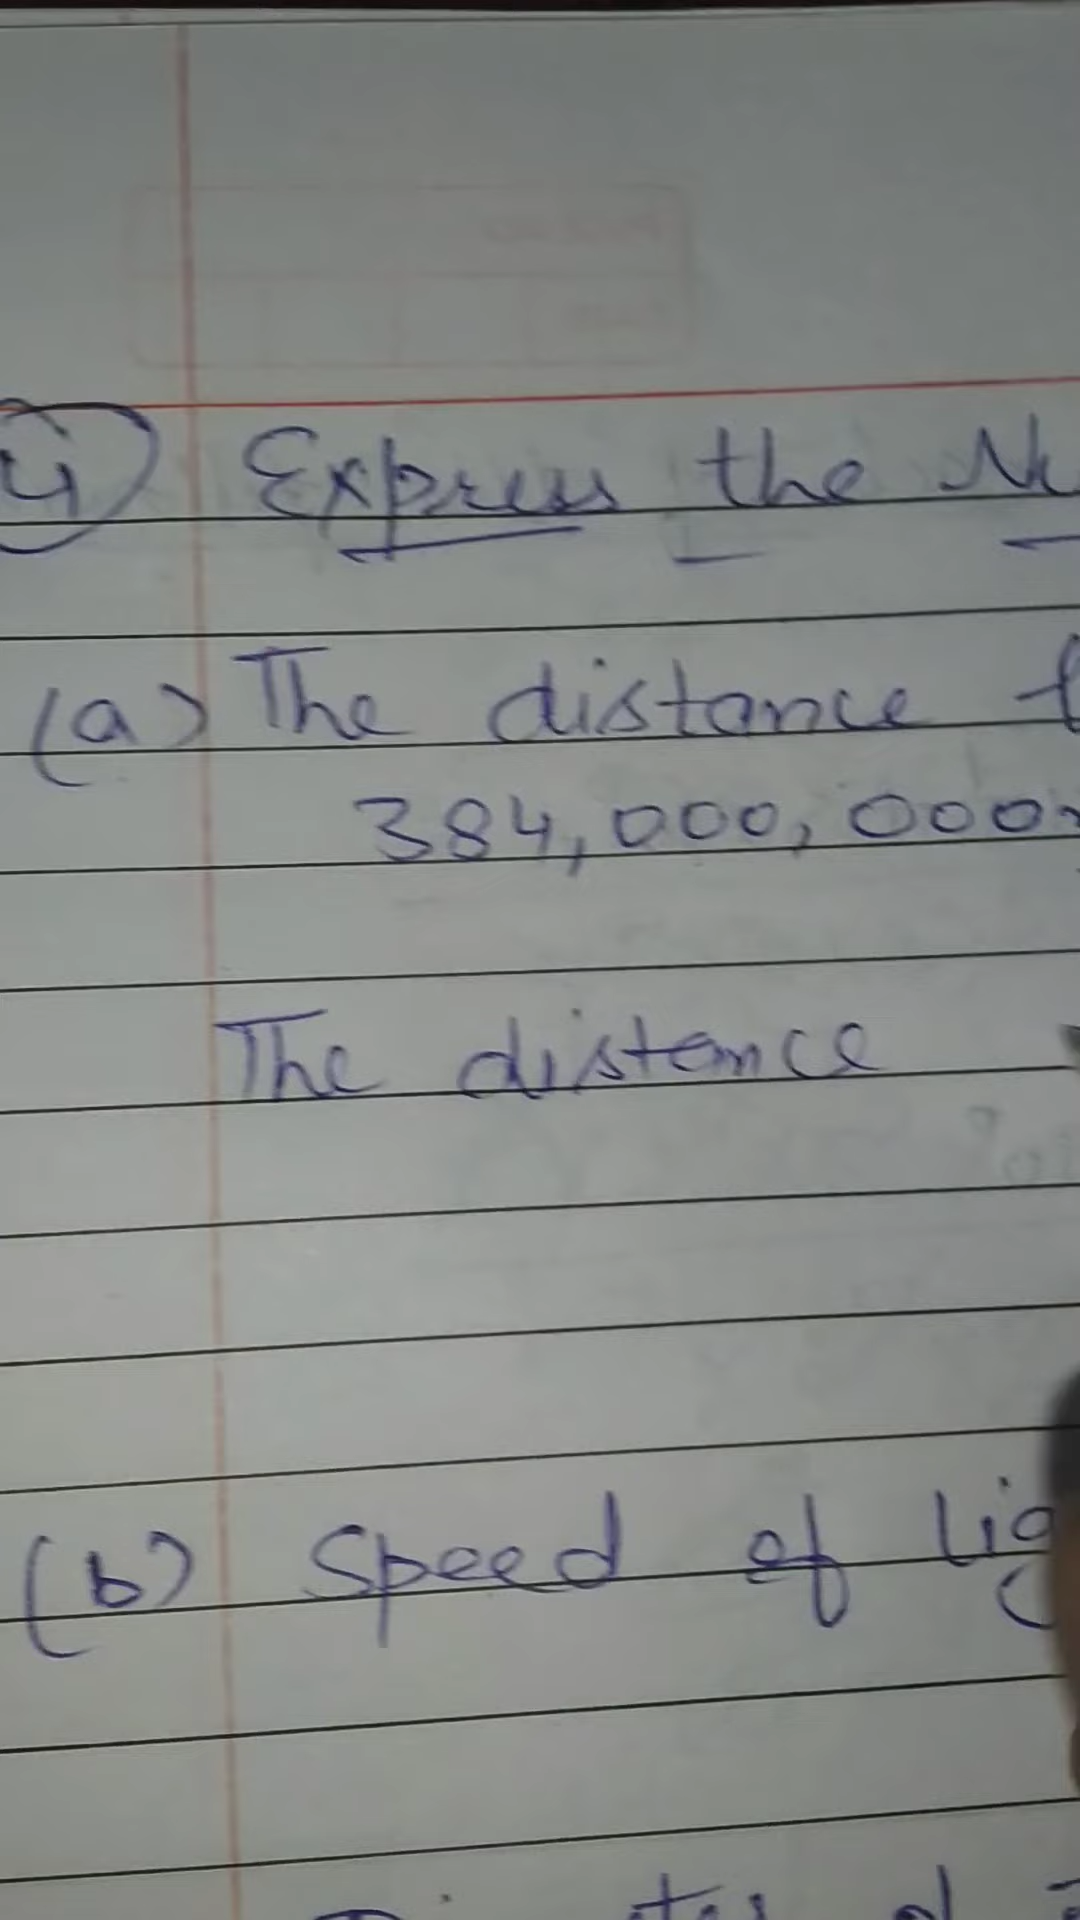 4) Express the
(a) The distance
384,000,000
The distance
(b) Speed of